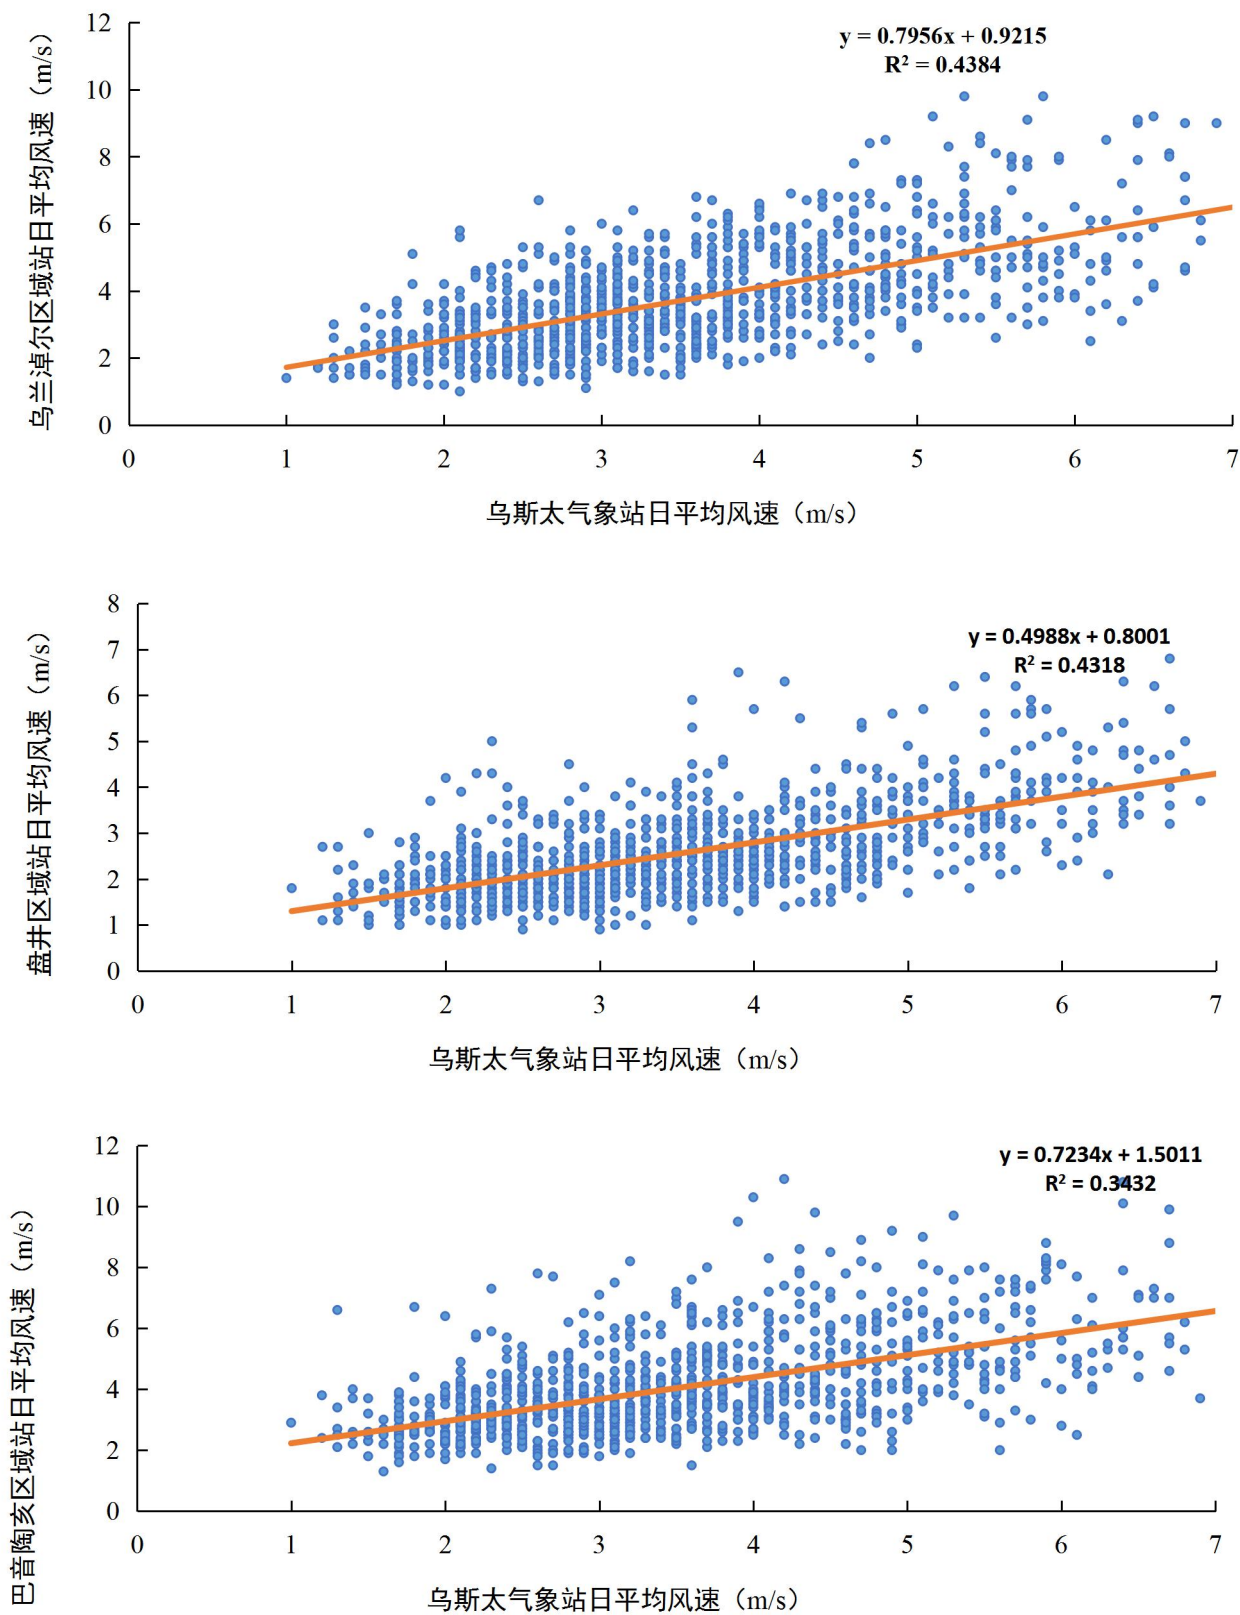 y = 0.7956x + 0.9215
R² = 0.4384
乌兰淖尔区域站日平均风速（m/s）
12
10
8
6
4
2
0
0 1 2 3 4 5 6 7
乌斯太气象站日平均风速（m/s）
y = 0.4988x + 0.8001
R² = 0.4318
盘井区域站日平均风速（m/s）
8
7
6
5
4
3
2
1
0
0 1 2 3 4 5 6 7
乌斯太气象站日平均风速（m/s）
y = 0.7234x + 1.5011
R² = 0.3432
巴音陶亥区域站日平均风速（m/s）
12
10
8
6
4
2
0
0 1 2 3 4 5 6 7
乌斯太气象站日平均风速（m/s）